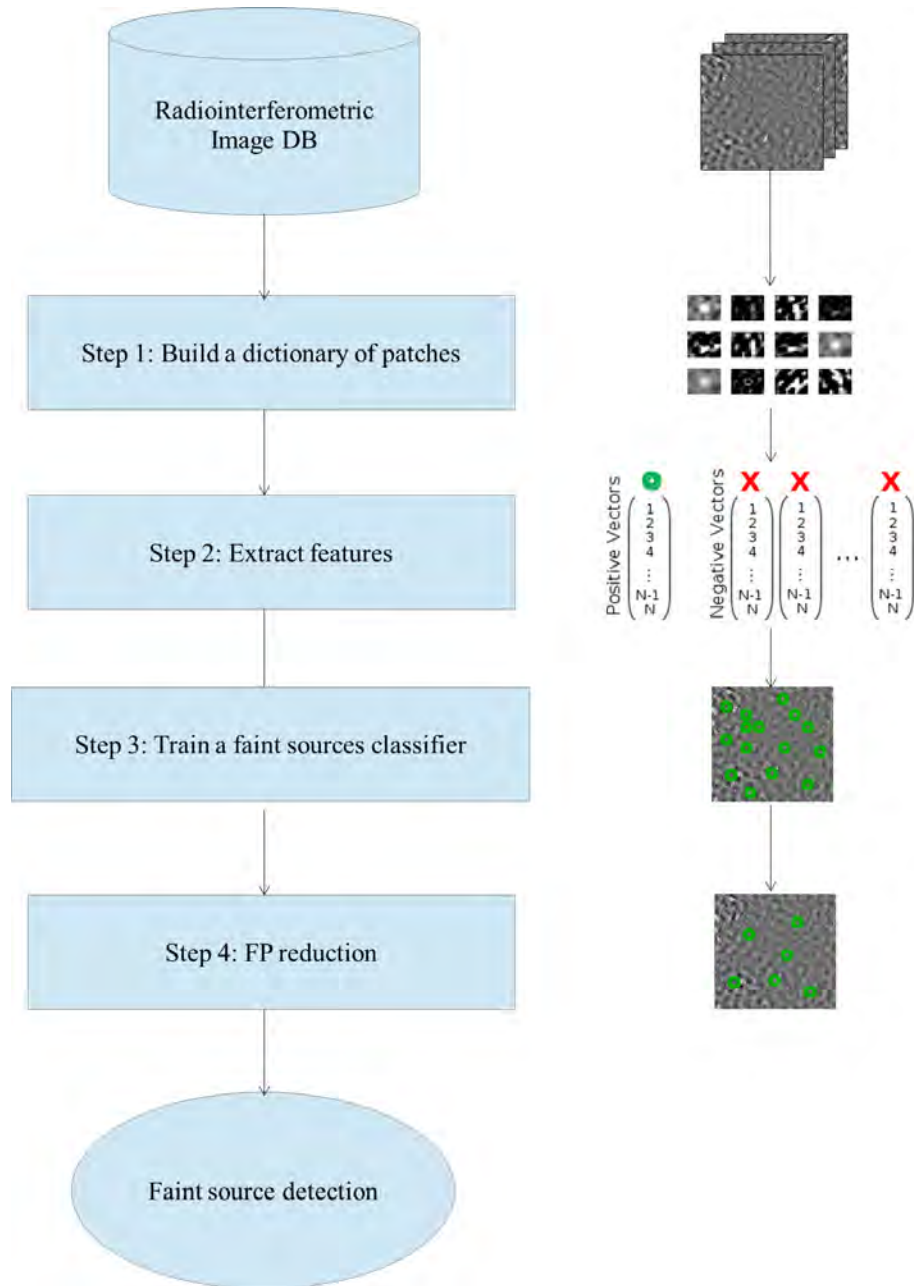 Radiointerferometric
Image DB
Step 1: Build a dictionary of patches
Step 2: Extract features
Positive Vectors
1
2
3
4
...
N-1
N
Negative Vectors
X
X
X
1
2
3
4
...
N-1
N
1
2
3
4
...
N-1
N
...
1
2
3
4
...
N-1
N
Step 3: Train a faint sources classifier
Step 4: FP reduction
Faint source detection